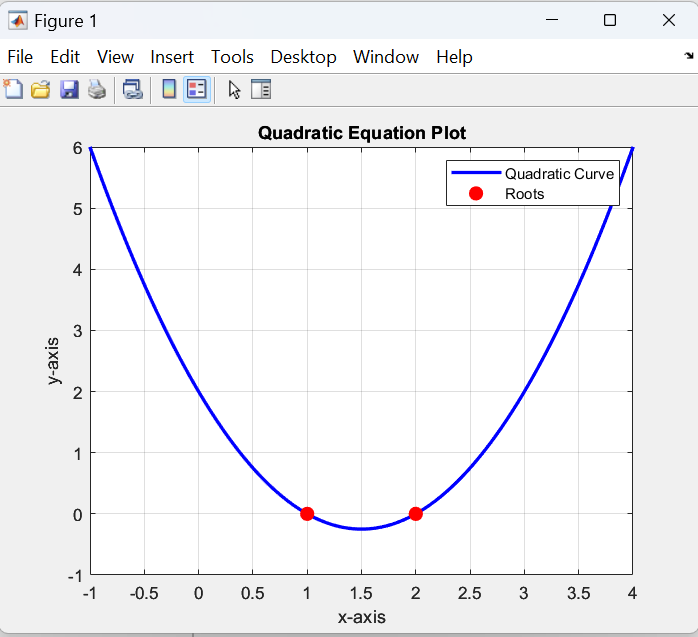 Figure 1
File Edit View Insert Tools Desktop Window Help
Quadratic Equation Plot
Quadratic Curve
Roots
6
5
4
3
2
1
0
-1
y-axis
-1 -0.5 0 0.5 1 1.5 2 2.5 3 3.5 4
x-axis